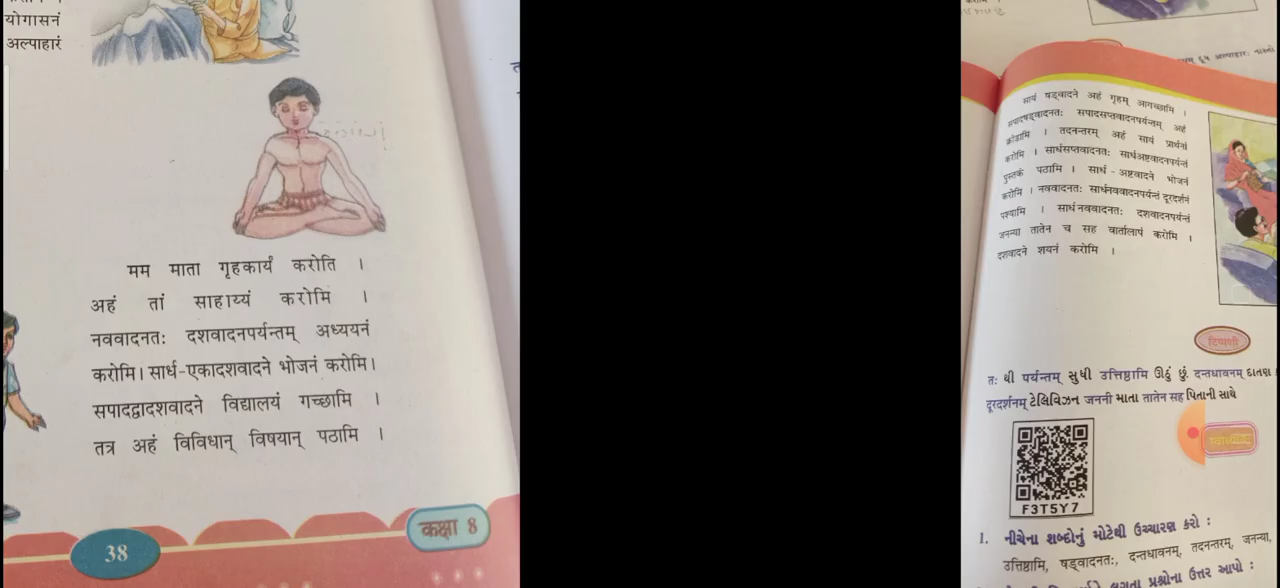 योगासनं
अल्पाहारं
मम माता गृहकार्यं करोति ।
अहं तां साहाय्यं करोमि ।
नववादनतः दशवादनपर्यन्तम् अध्ययनं
करोमि। सार्ध-एकादशवादने भोजनं करोमि।
सपादद्वादशवादने विद्यालयं गच्छामि ।
तत्र अहं विविधान् विषयान् पठामि ।
38
कक्षा 8
અલ્પાહાર: નાસ્તો
सायं षड्वादने अहं गृहम् आगच्छामि ।
सपादषड्वादनतः सपादसप्तवादनपर्यन्तम् अहं
क्रीडामि । तदनन्तरम् अहं सायं प्रार्थनां
करोमि । सार्धसप्तवादनतः सार्धअष्टवादनपर्यन्तं
पुस्तकं पठामि । सार्ध - अष्टवादने भोजनं
करोमि । नववादनतः सार्धनववादनपर्यन्तं दूरदर्शनं
पश्यामि । सार्धनववादनतः दशवादनपर्यन्तं
जनन्या तातेन च सह वार्तालापं करोमि ।
दशवादने शयनं करोमि ।
टिप्पणी
तः થી पर्यन्तम् સુધી उत्तिष्ठामि ઊઠું છું. दन्तधावनम् દાતણ
दूरदर्शनम् ટેલિવિઝન जननी માતા तातेन सह પિતાની સાથે
F3T5Y7
स्वाध्याय
1. નીચેના શબ્દોનું મોટેથી ઉચ્ચારણ કરો :
उत्तिष्ठामि, षड्वादनतः, दन्तधावनम्, तदनन्तरम्, जनन्या,
પ્રશ્નોના ઉત્તર આપો :